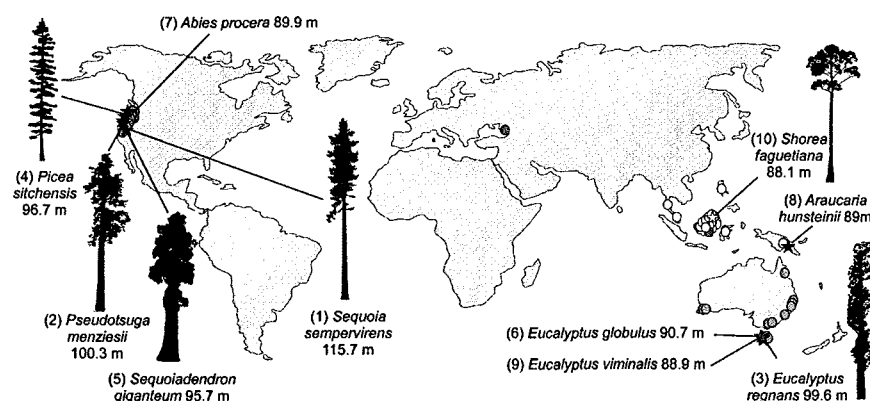 (7) Abies procera 89.9 m
(4) Picea
sitchensis
96.7 m
(2) Pseudotsuga
menziesii
100.3 m
(5) Sequoiadendron
giganteum 95.7 m
(1) Sequoia
sempervirens
115.7 m
(10) Shorea
faguetiana
88.1 m
(8) Araucaria
hunsteinii 89m
(6) Eucalyptus globulus 90.7 m
(9) Eucalyptus viminalis 88.9 m
(3) Eucalyptus
regnans 99.6 m